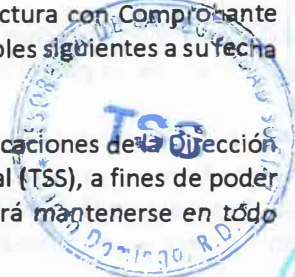 ctura con Comprobante
bles siguientes a su fecha
TSS
caciones de la Dirección
al (TSS), a fines de poder
rá mantenerse en todo
Domingo, R.D.